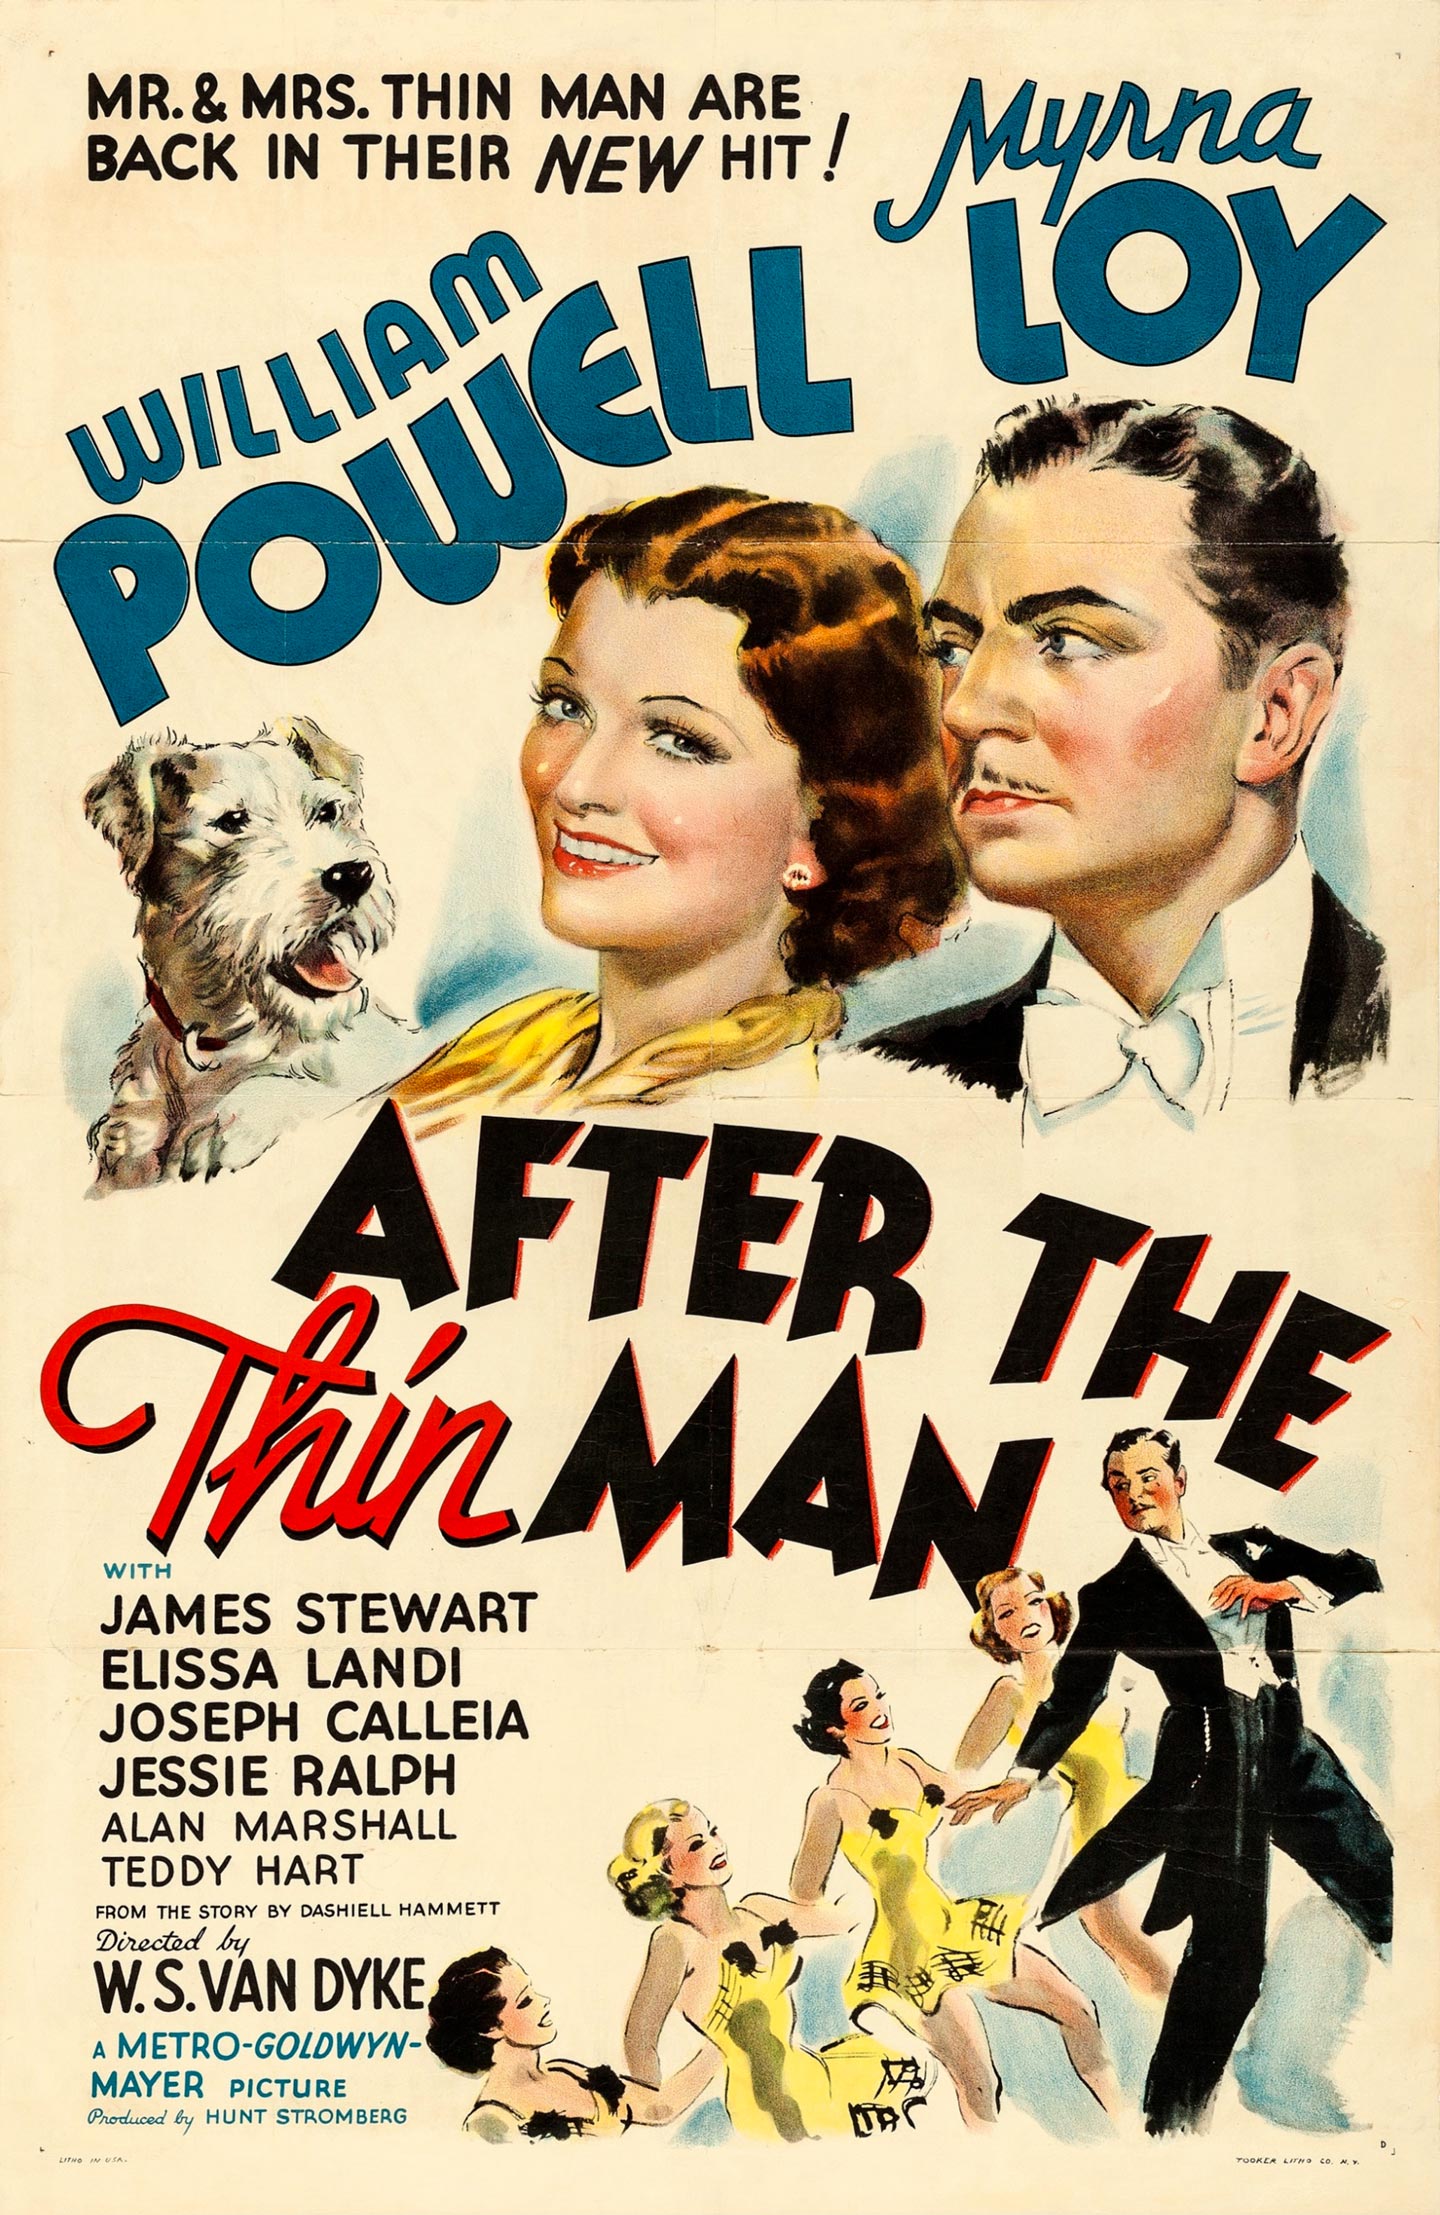 MR. & MRS. THIN MAN ARE
BACK IN THEIR NEW HIT!
Myrna
LOY
WILLIAM
POWELL
AFTER THE
Thin MAN
WITH
JAMES STEWART
ELISSA LANDI
JOSEPH CALLEIA
JESSIE RALPH
ALAN MARSHALL
TEDDY HART
FROM THE STORY BY DASHIELL HAMMETT
Directed by
W. S. VAN DYKE
A METRO-GOLDWYN-
MAYER PICTURE
Produced by HUNT STROMBERG
LITHO IN U.S.A.
TOOKER LITHO CO. N.Y.